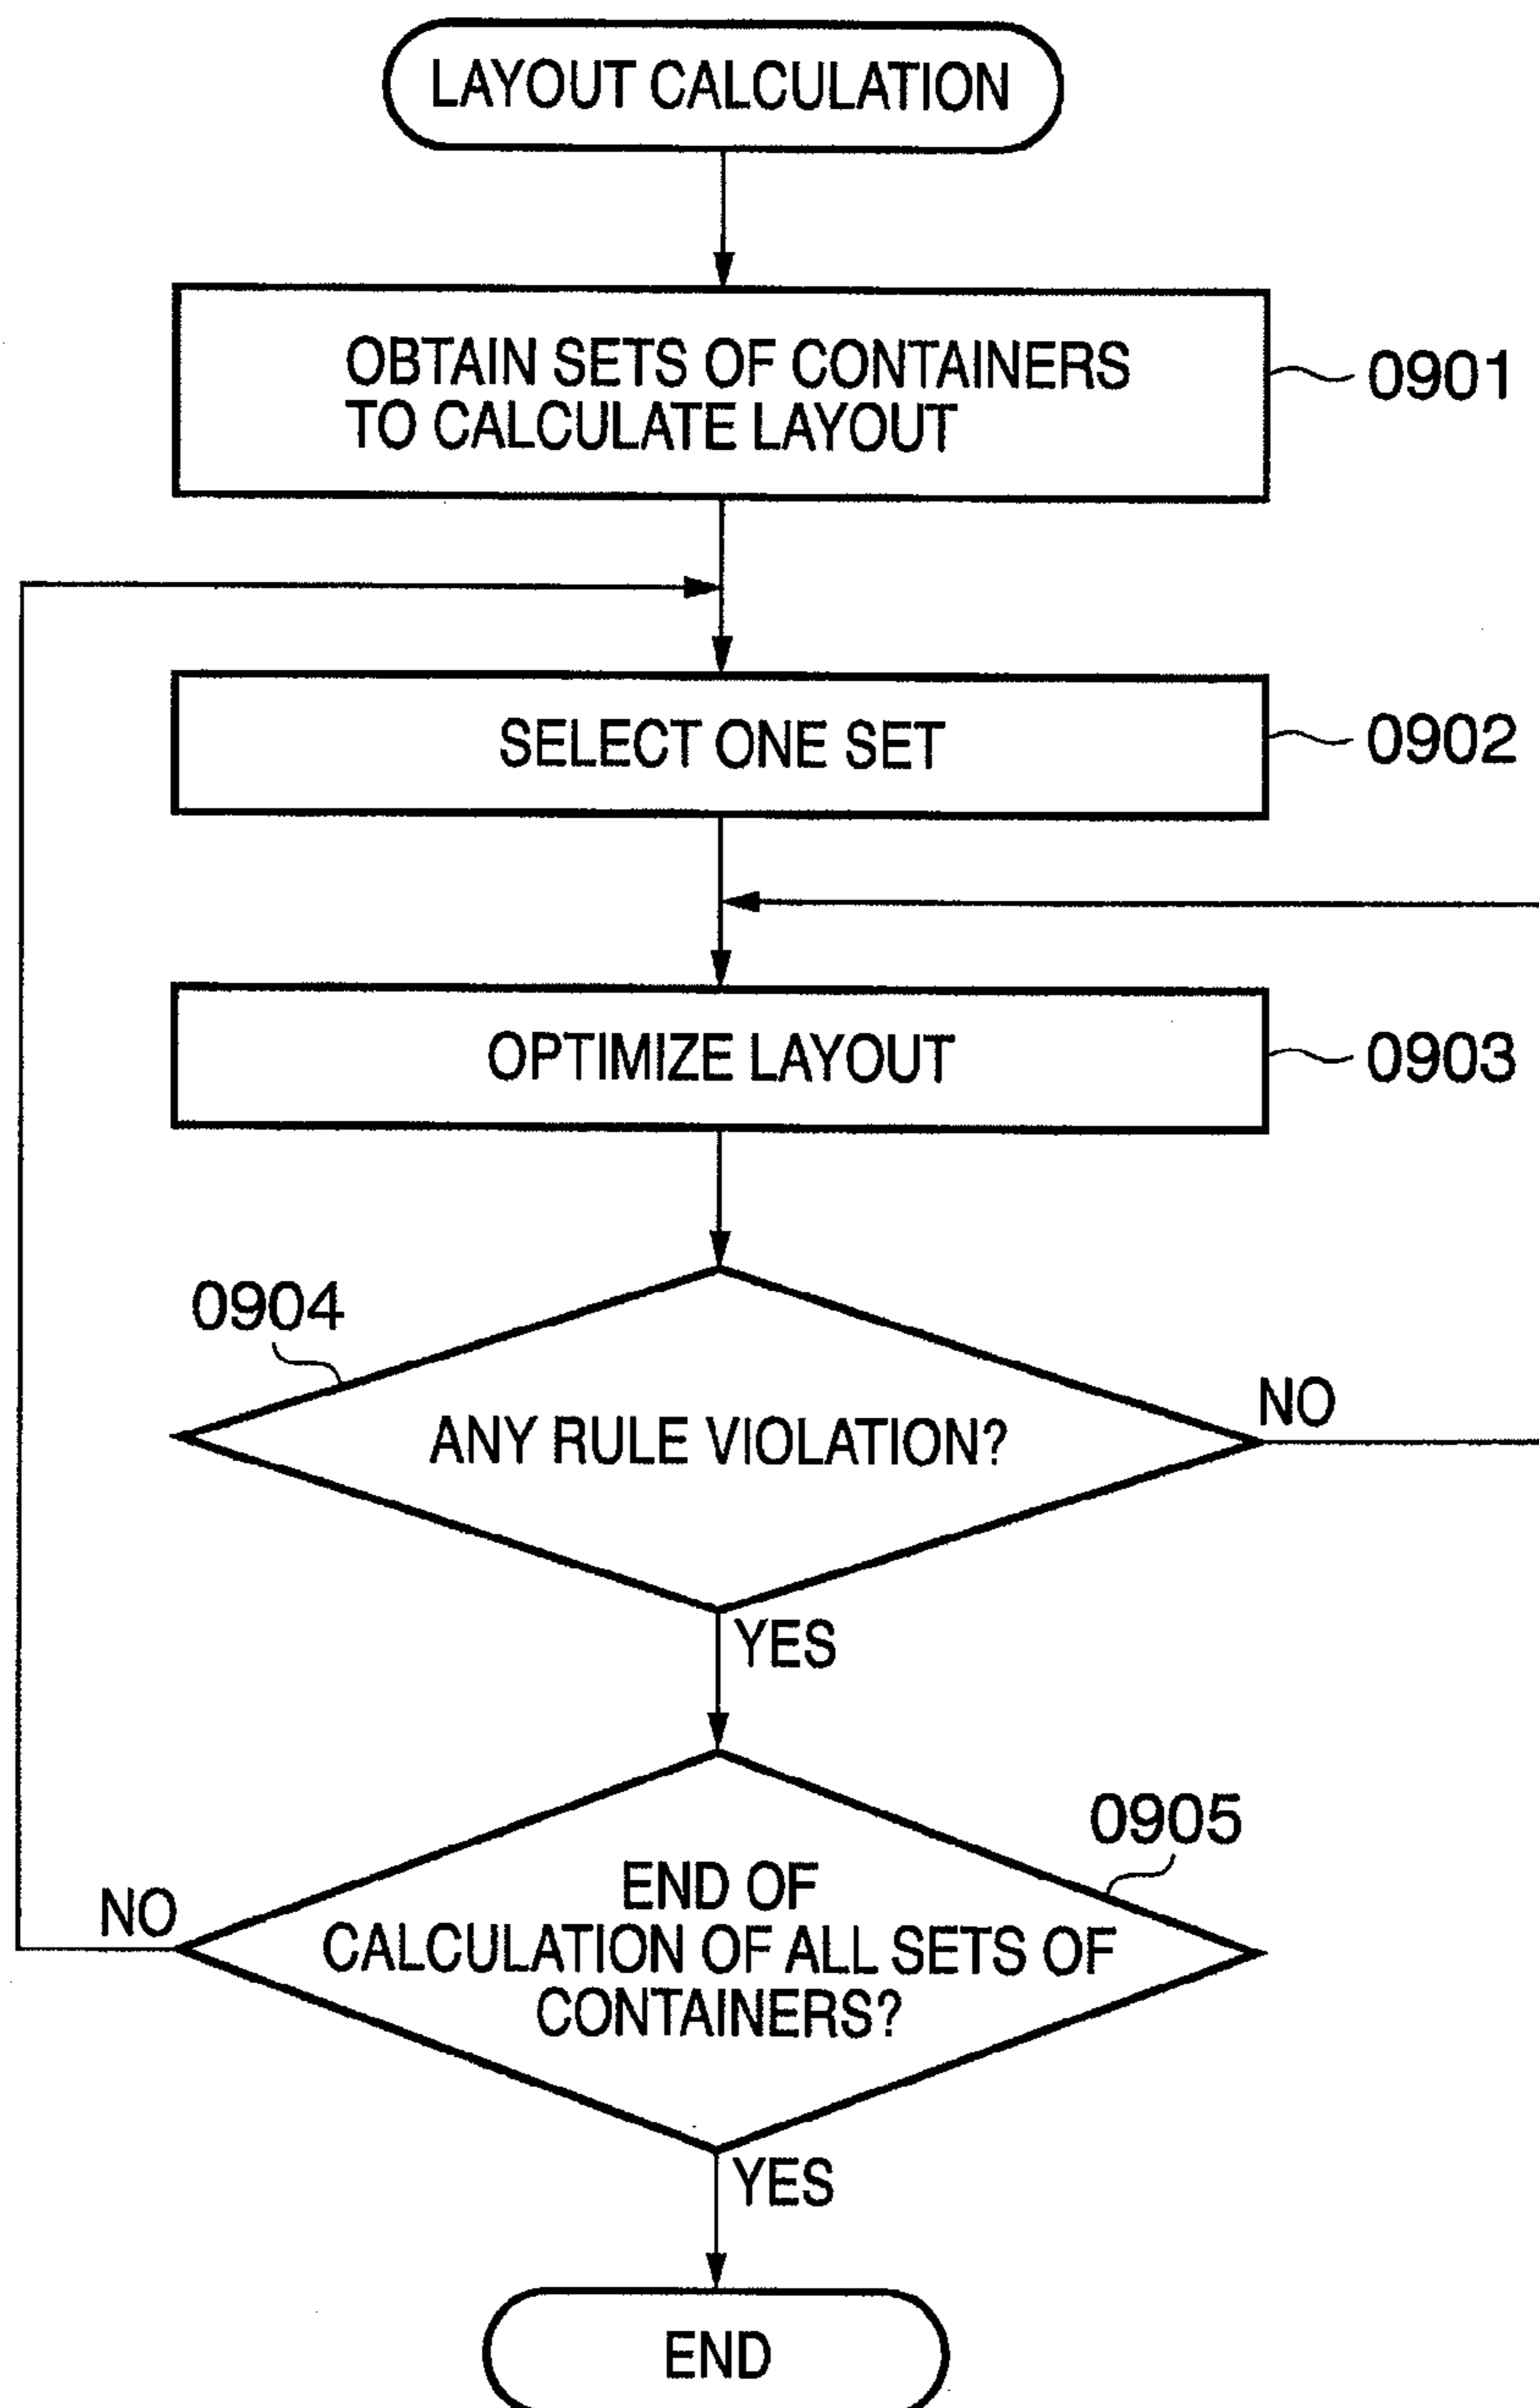 LAYOUT CALCULATION
OBTAIN SETS OF CONTAINERS
TO CALCULATE LAYOUT
0901
SELECT ONE SET
0902
OPTIMIZE LAYOUT
0903
0904
ANY RULE VIOLATION?
NO
YES
0905
END OF
CALCULATION OF ALL SETS OF
CONTAINERS?
NO
YES
END